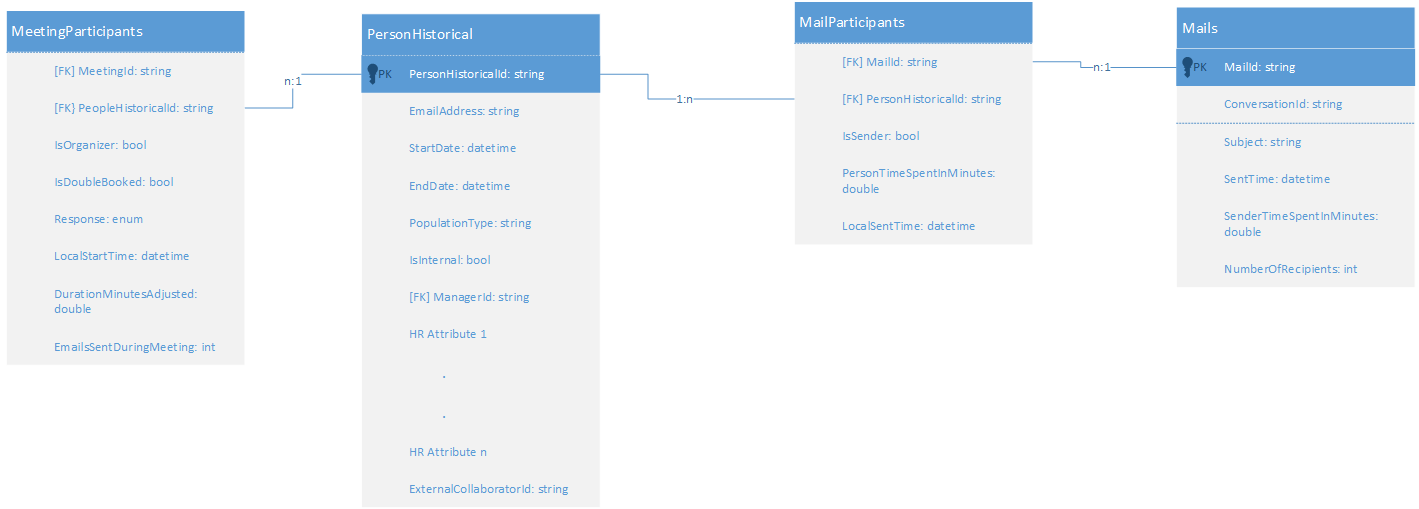 MeetingParticipants
[FK] MeetingId: string
[FK} PeopleHistoricalId: string
IsOrganizer: bool
IsDoubleBooked: bool
Response: enum
LocalStartTime: datetime
DurationMinutesAdjusted:
double
EmailsSentDuringMeeting: int
n:1
PersonHistorical
PK PersonHistoricalId: string
EmailAddress: string
StartDate: datetime
EndDate: datetime
PopulationType: string
IsInternal: bool
[FK] ManagerId: string
HR Attribute 1
.
.
HR Attribute n
ExternalCollaboratorId: string
1:n
MailParticipants
[FK] MailId: string
[FK] PersonHistoricalId: string
IsSender: bool
PersonTimeSpentInMinutes:
double
LocalSentTime: datetime
n:1
Mails
PK MailId: string
ConversationId: string
Subject: string
SentTime: datetime
SenderTimeSpentInMinutes:
double
NumberOfRecipients: int